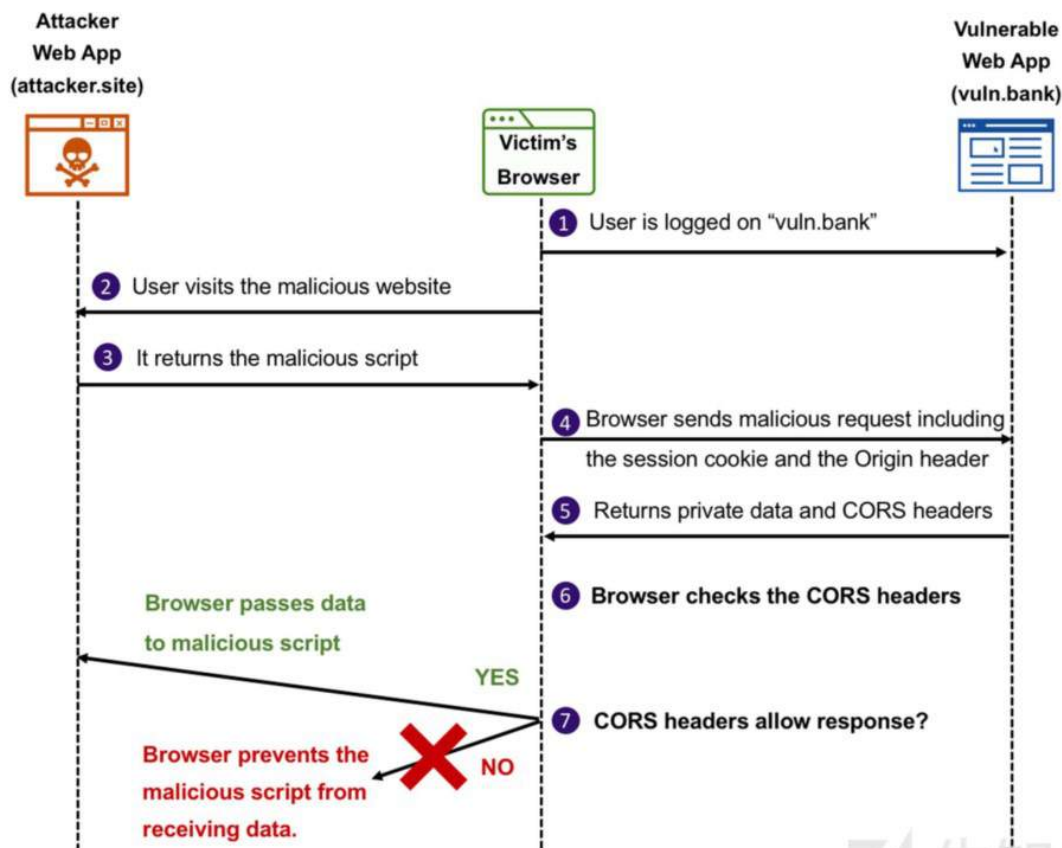 Attacker
Web App
(attacker.site)
Vulnerable
Web App
(vuln.bank)
Victim's
Browser
1 User is logged on “vuln.bank”
2 User visits the malicious website
3 It returns the malicious script
4 Browser sends malicious request including
the session cookie and the Origin header
5 Returns private data and CORS headers
6 Browser checks the CORS headers
Browser passes data
to malicious script
YES
7 CORS headers allow response?
NO
Browser prevents the
malicious script from
receiving data.